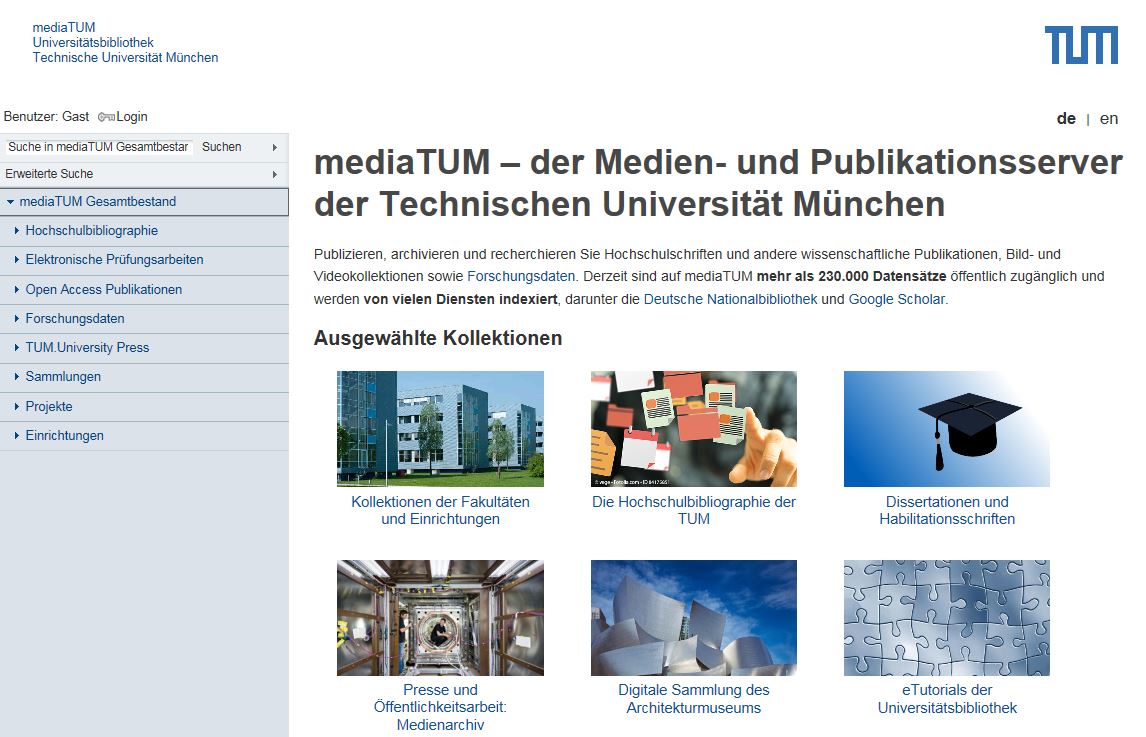 mediaTUM
Universitätsbibliothek
Technische Universität München
TUM
Benutzer: Gast Login
de | en
Suche in mediaTUM Gesamtbestar Suchen
Erweiterte Suche
mediaTUM Gesamtbestand
Hochschulbibliographie
Elektronische Prüfungsarbeiten
Open Access Publikationen
Forschungsdaten
TUM.University Press
Sammlungen
Projekte
Einrichtungen
mediaTUM – der Medien- und Publikationsserver
der Technischen Universität München
Publizieren, archivieren und recherchieren Sie Hochschulschriften und andere wissenschaftliche Publikationen, Bild- und
Videokollektionen sowie Forschungsdaten. Derzeit sind auf mediaTUM mehr als 230.000 Datensätze öffentlich zugänglich und
werden von vielen Diensten indexiert, darunter die Deutsche Nationalbibliothek und Google Scholar.
Ausgewählte Kollektionen
Kollektionen der Fakultäten
und Einrichtungen
Die Hochschulbibliographie der
TUM
Dissertationen und
Habilitationsschriften
Presse und
Öffentlichkeitsarbeit:
Medienarchiv
Digitale Sammlung des
Architekturmuseums
eTutorials der
Universitätsbibliothek